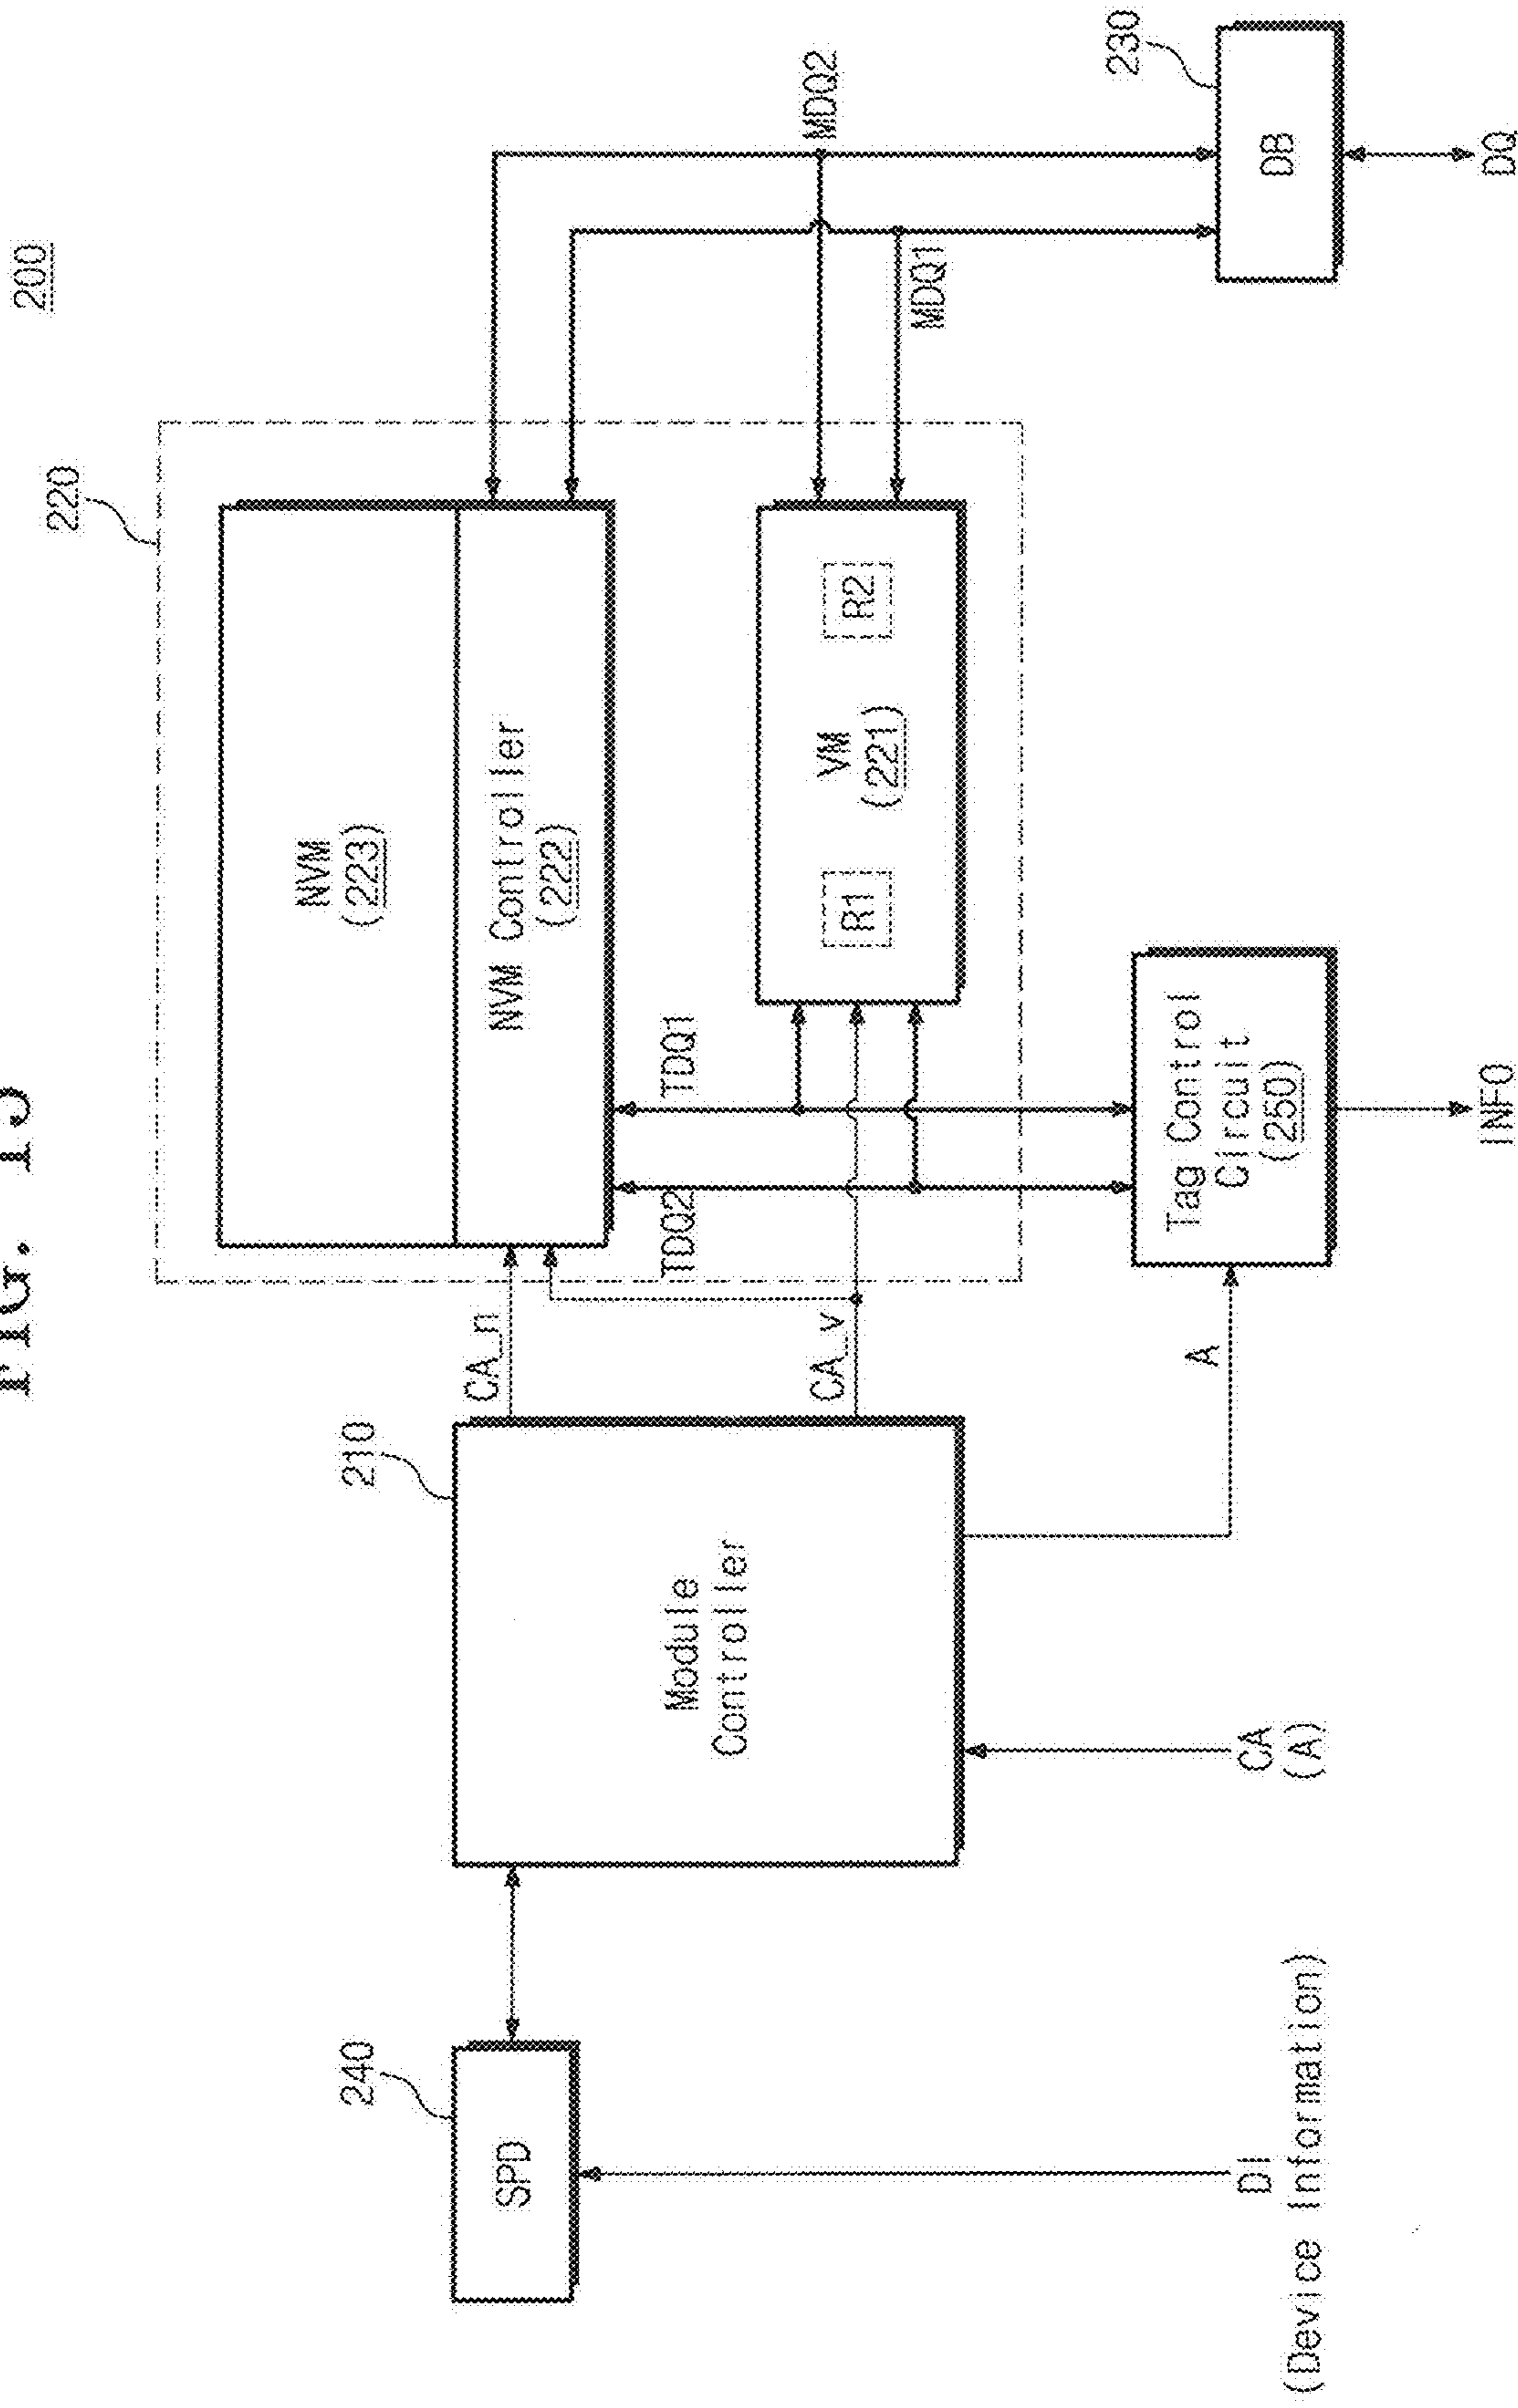 FIG. 15
200
220
NVM
(223)
NVM Controller
(222)
MDQ2
210
CA_n
TDQ2
TDQ1
VM
(221)
R1
R2
MDQ1
240
SPD
Module
Controller
CA_v
230
DB
A
Tag Control
Circuit
(250)
CA
(A)
DI
(Device Information)
INFO
DQ